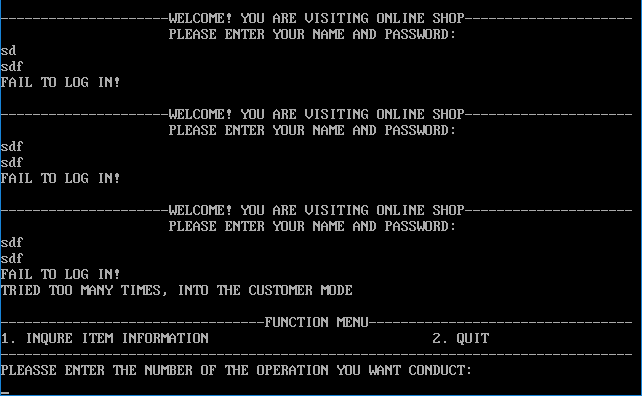 ---------------------WELCOME! YOU ARE VISITING ONLINE SHOP---------------------
PLEASE ENTER YOUR NAME AND PASSWORD:
sd
sdf
FAIL TO LOG IN!
---------------------WELCOME! YOU ARE VISITING ONLINE SHOP---------------------
PLEASE ENTER YOUR NAME AND PASSWORD:
sdf
sdf
FAIL TO LOG IN!
---------------------WELCOME! YOU ARE VISITING ONLINE SHOP---------------------
PLEASE ENTER YOUR NAME AND PASSWORD:
sdf
sdf
FAIL TO LOG IN!
TRIED TOO MANY TIMES, INTO THE CUSTOMER MODE
---------------------------------FUNCTION MENU---------------------------------
1. INQURE ITEM INFORMATION 2. QUIT
-------------------------------------------------------------------------------
PLEASSE ENTER THE NUMBER OF THE OPERATION YOU WANT CONDUCT:
_